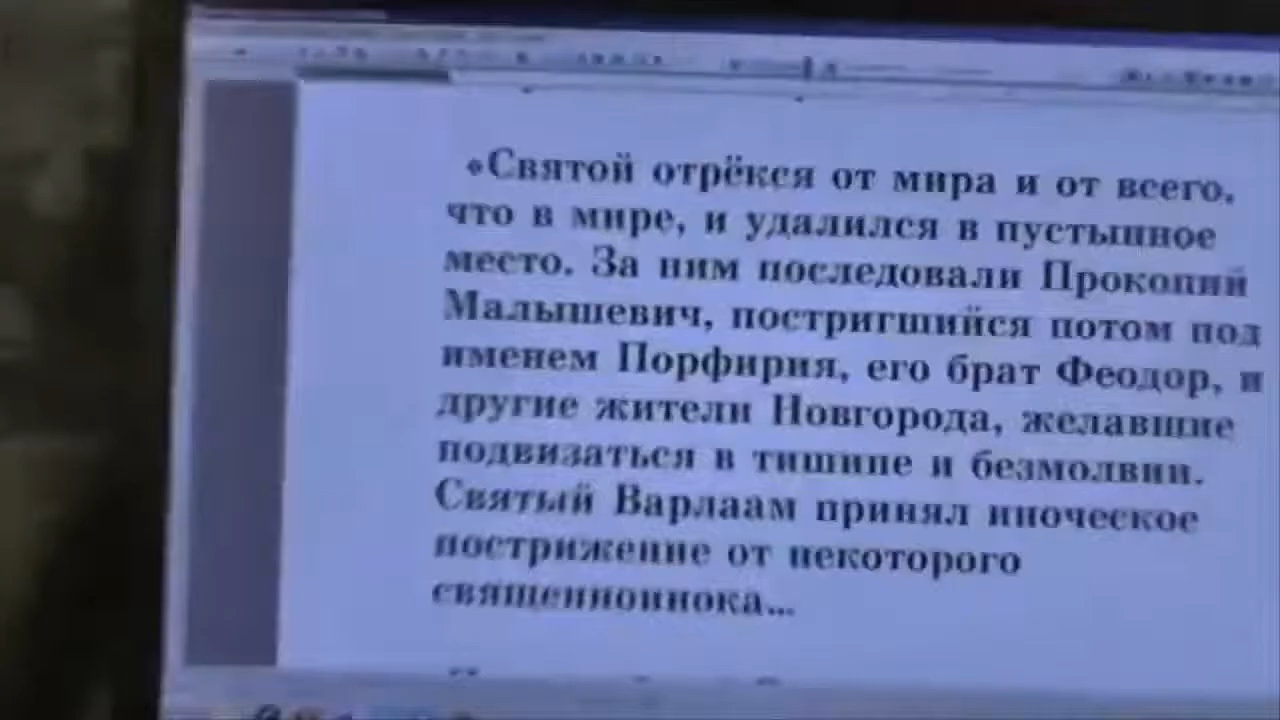 «Святой отрёкся от мира и от всего,
что в мире, и удалился в пустынное
место. За ним последовали Прокопий
Малышевич, постригшийся потом под
именем Порфирия, его брат Феодор, и
другие жители Новгорода, желавшие
подвизаться в тишине и безмолвии.
Святый Варлаам принял иноческое
пострижение от некоторого
священноинока...